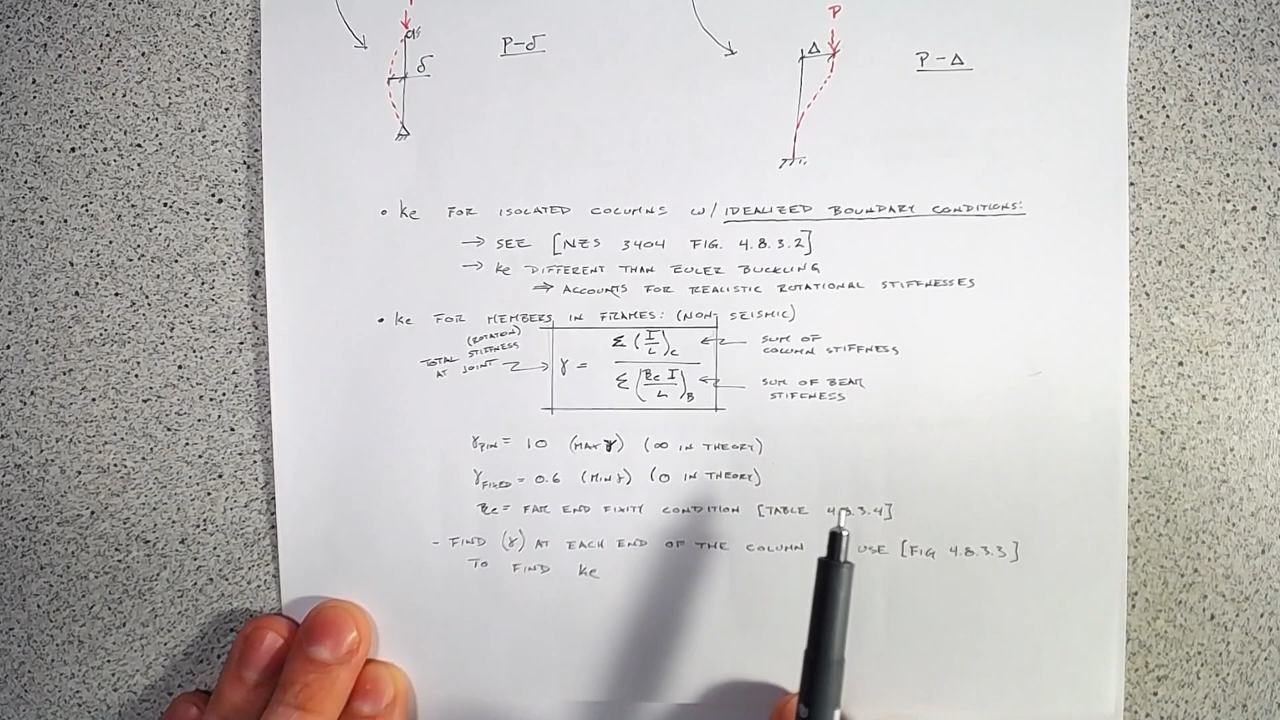 P-δ
δ
P
Δ
P-Δ
• ke FOR ISOLATED COLUMNS W/ IDEALIZED BOUNDARY CONDITIONS:
→ SEE [NZS 3404 FIG. 4.8.3.2]
→ ke DIFFERENT THAN EULER BUCKLING
⇒ ACCOUNTS FOR REALISTIC ROTATIONAL STIFFNESSES
• ke FOR MEMBERS IN FRAMES: (NON-SEISMIC)
(ROTATION)
STIFFNESS
TOTAL
AT JOINT
γ = Σ(I/L)c / Σ(βe I/L)B
SUM OF
COLUMN STIFFNESS
SUM OF BEAM
STIFFNESS
γPIN = 10 (MAX γ) (∞ IN THEORY)
γFIXED = 0.6 (MIN γ) (0 IN THEORY)
βe = FAR END FIXITY CONDITION [TABLE 4.8.3.4]
- FIND (γ) AT EACH END OF THE COLUMN USE [FIG 4.8.3.3]
TO FIND ke